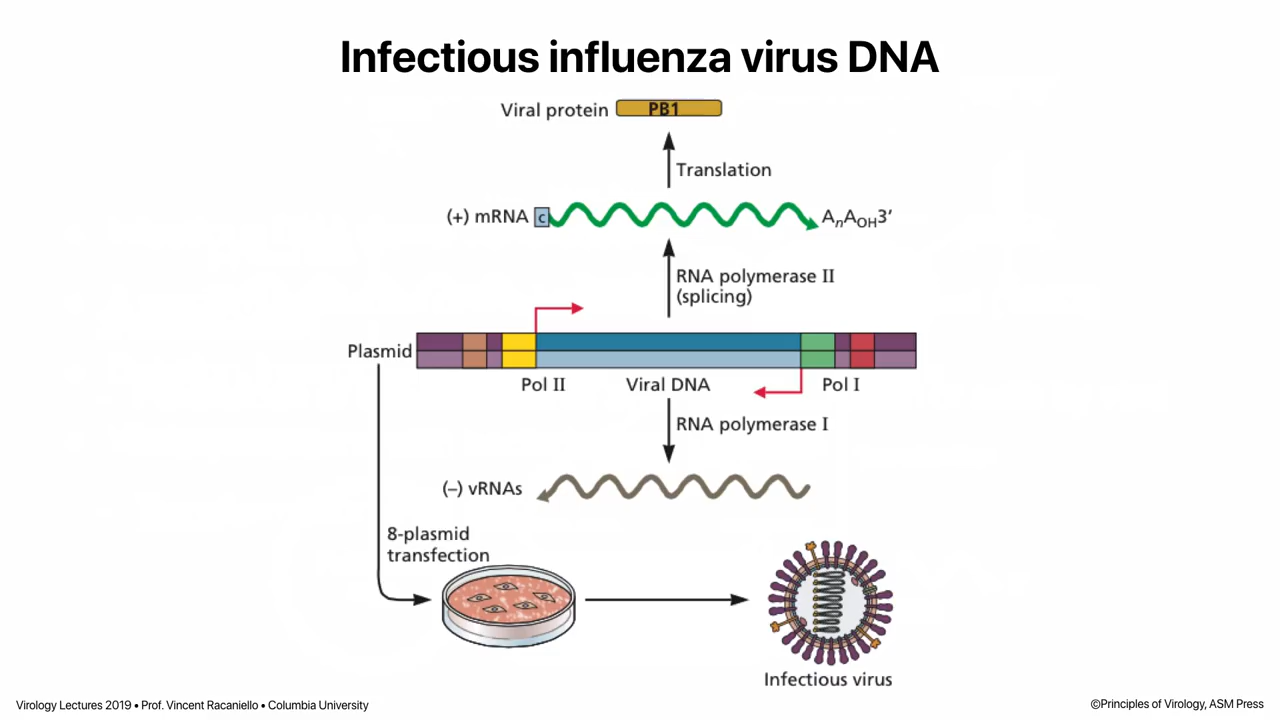 Infectious influenza virus DNA
Viral protein PB1
Translation
(+) mRNA c AnAOH3′
RNA polymerase II
(splicing)
Plasmid
Pol II Viral DNA Pol I
RNA polymerase I
(–) vRNAs
8-plasmid
transfection
Infectious virus
Virology Lectures 2019 • Prof. Vincent Racaniello • Columbia University
©Principles of Virology, ASM Press